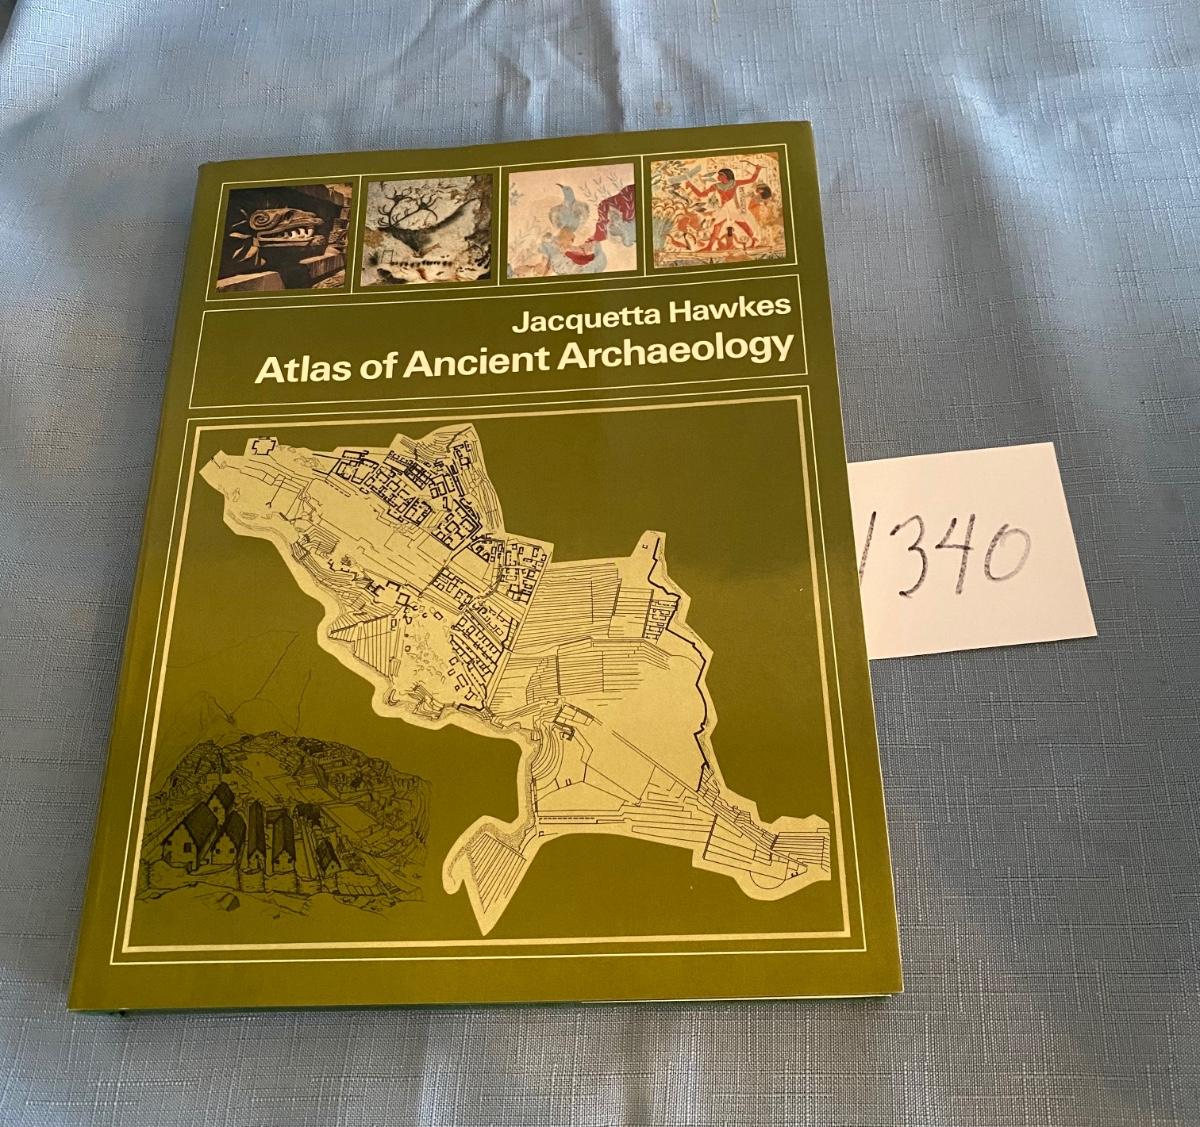 Jacquetta Hawkes
Atlas of Ancient Archaeology
1340